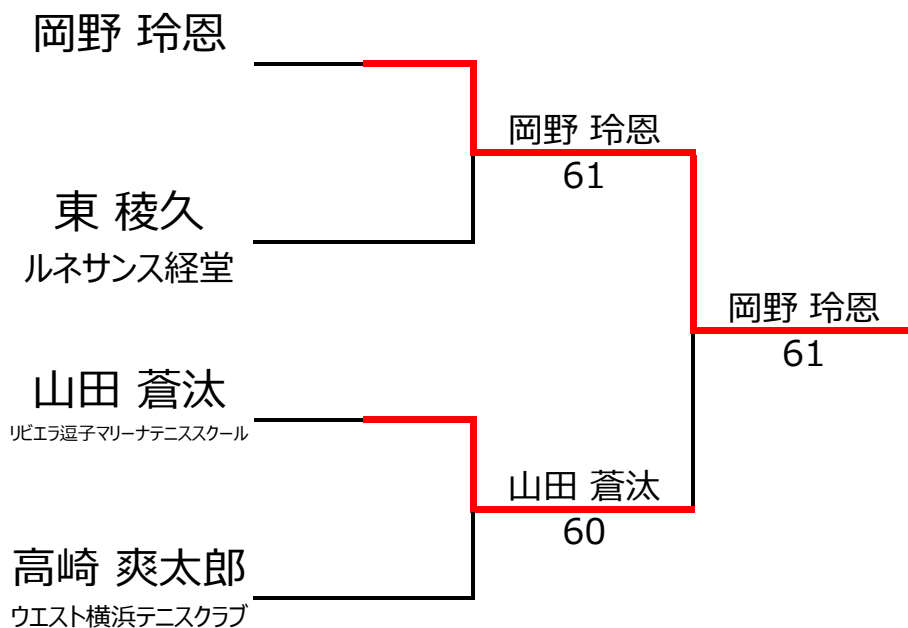 岡野 玲恩
岡野 玲恩
61
東 稜久
ルネサンス経堂
岡野 玲恩
61
山田 蒼汰
リビエラ逗子マリーナテニススクール
山田 蒼汰
60
高崎 爽太郎
ウエスト横浜テニスクラブ